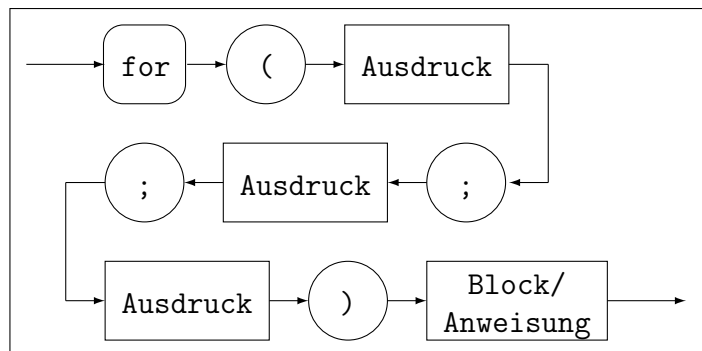 for ( Ausdruck
; Ausdruck ;
Ausdruck ) Block/
Anweisung